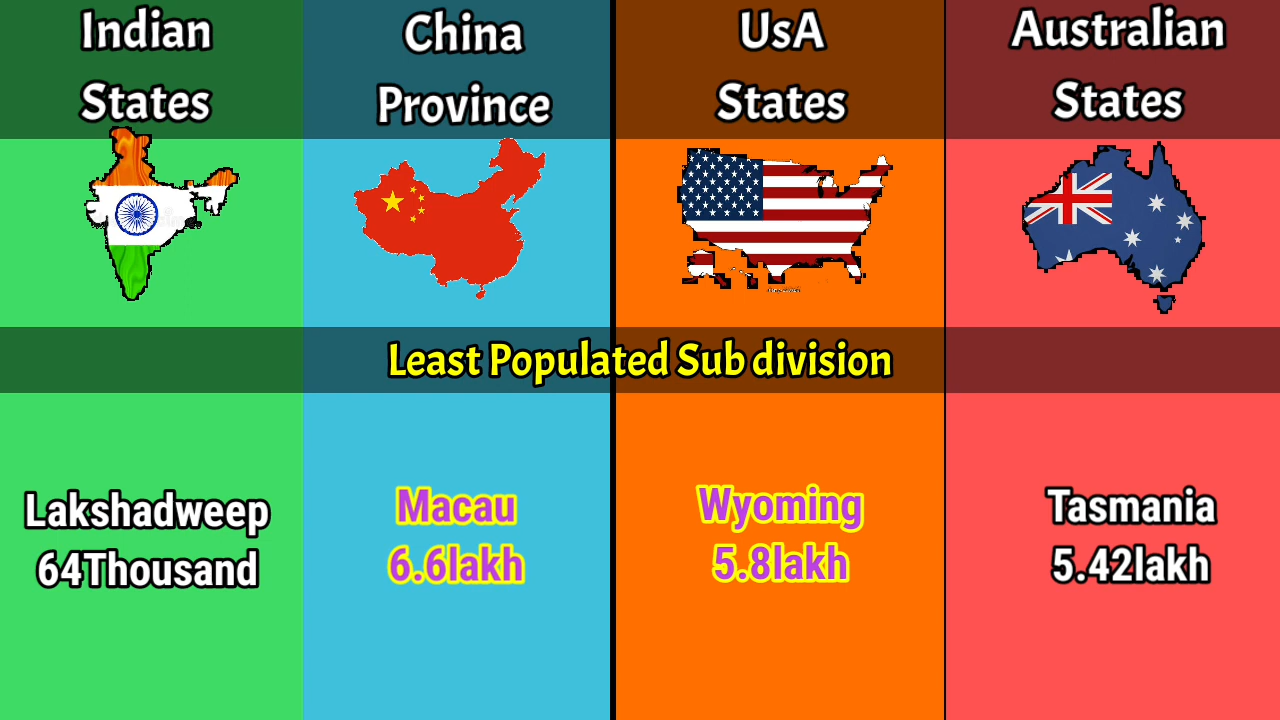 Indian
States
China
Province
UsA
States
Australian
States
Least Populated Sub division
Lakshadweep
64Thousand
Macau
6.6lakh
Wyoming
5.8lakh
Tasmania
5.42lakh